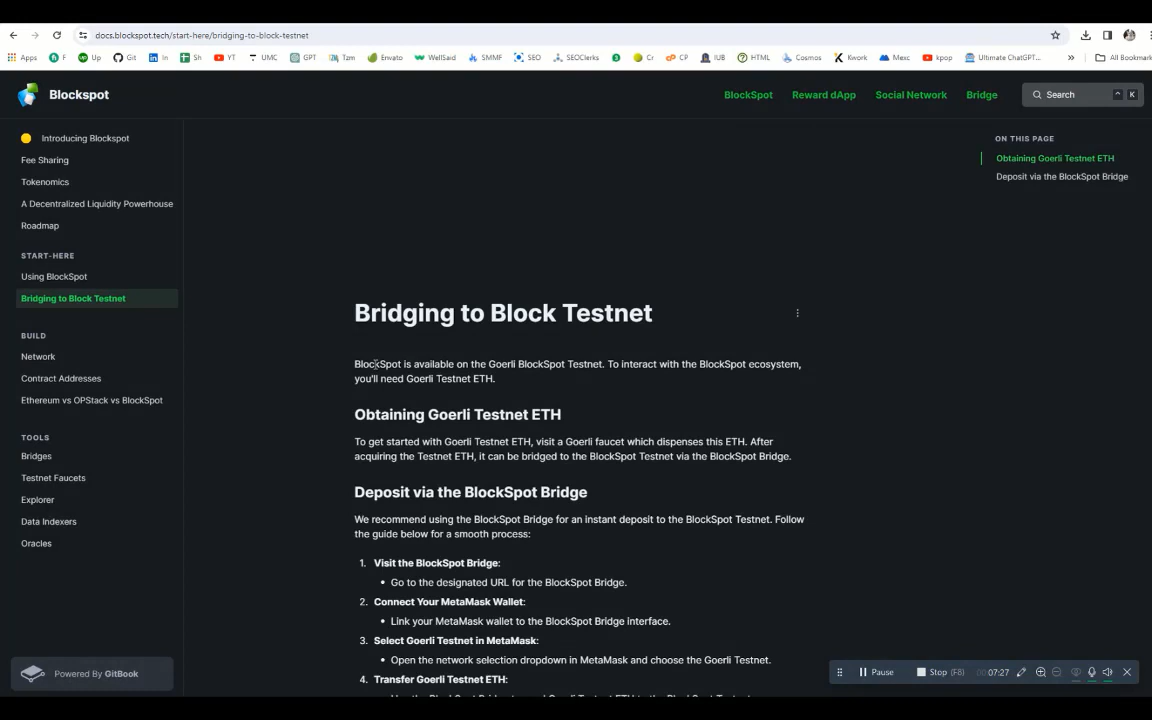 docs.blockspot.tech/start-here/bridging-to-block-testnet
Apps F Up Git In Sh YT UMC GPT Tzm Envato WellSaid SMMF SEO SEOClerks Cr CP IUB HTML Cosmos Kwork Mexc kpop Ultimate ChatGPT... » All Bookmark
Blockspot
BlockSpot Reward dApp Social Network Bridge Search ^ K
Introducing Blockspot
Fee Sharing
Tokenomics
A Decentralized Liquidity Powerhouse
Roadmap
START-HERE
Using BlockSpot
Bridging to Block Testnet
BUILD
Network
Contract Addresses
Ethereum vs OPStack vs BlockSpot
TOOLS
Bridges
Testnet Faucets
Explorer
Data Indexers
Oracles
Powered By GitBook
Bridging to Block Testnet
BlockSpot is available on the Goerli BlockSpot Testnet. To interact with the BlockSpot ecosystem,
you'll need Goerli Testnet ETH.
Obtaining Goerli Testnet ETH
To get started with Goerli Testnet ETH, visit a Goerli faucet which dispenses this ETH. After
acquiring the Testnet ETH, it can be bridged to the BlockSpot Testnet via the BlockSpot Bridge.
Deposit via the BlockSpot Bridge
We recommend using the BlockSpot Bridge for an instant deposit to the BlockSpot Testnet. Follow
the guide below for a smooth process:
1. Visit the BlockSpot Bridge:
• Go to the designated URL for the BlockSpot Bridge.
2. Connect Your MetaMask Wallet:
• Link your MetaMask wallet to the BlockSpot Bridge interface.
3. Select Goerli Testnet in MetaMask:
• Open the network selection dropdown in MetaMask and choose the Goerli Testnet.
4. Transfer Goerli Testnet ETH:
ON THIS PAGE
Obtaining Goerli Testnet ETH
Deposit via the BlockSpot Bridge
Pause Stop (F8) 00:07:27